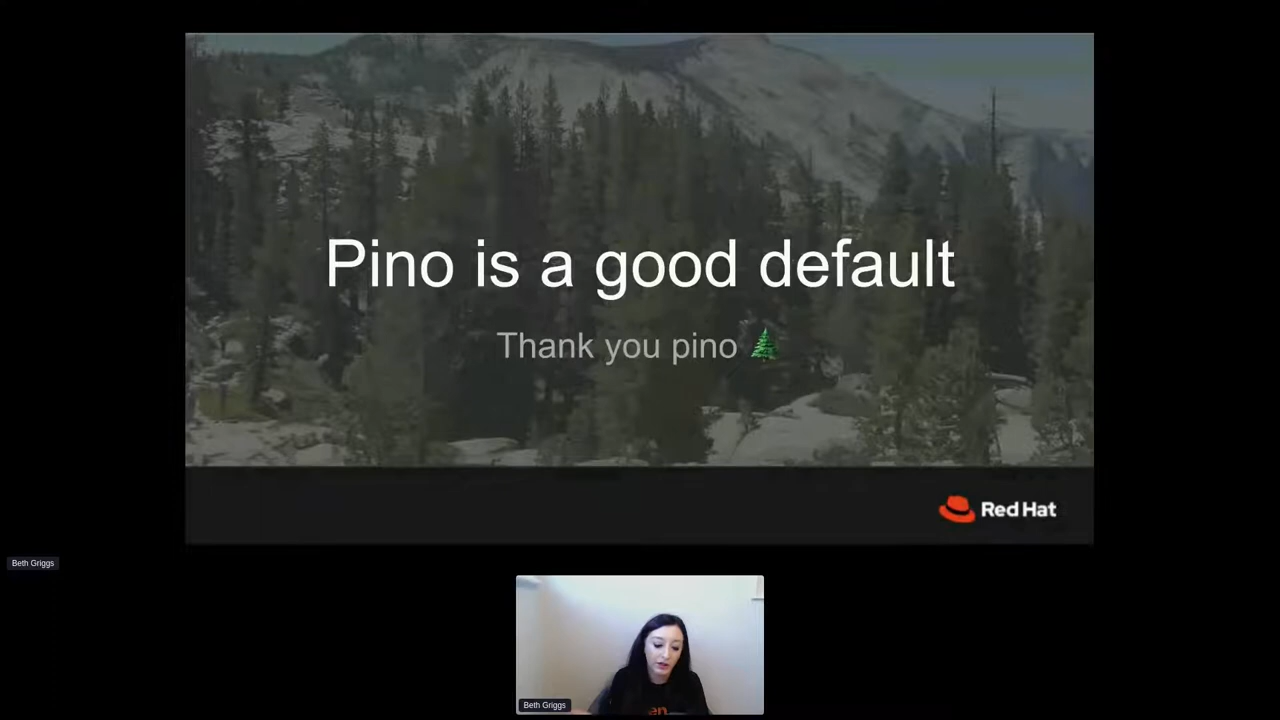 Pino is a good default
Thank you pino 🌲
Red Hat
Beth Griggs
Beth Griggs